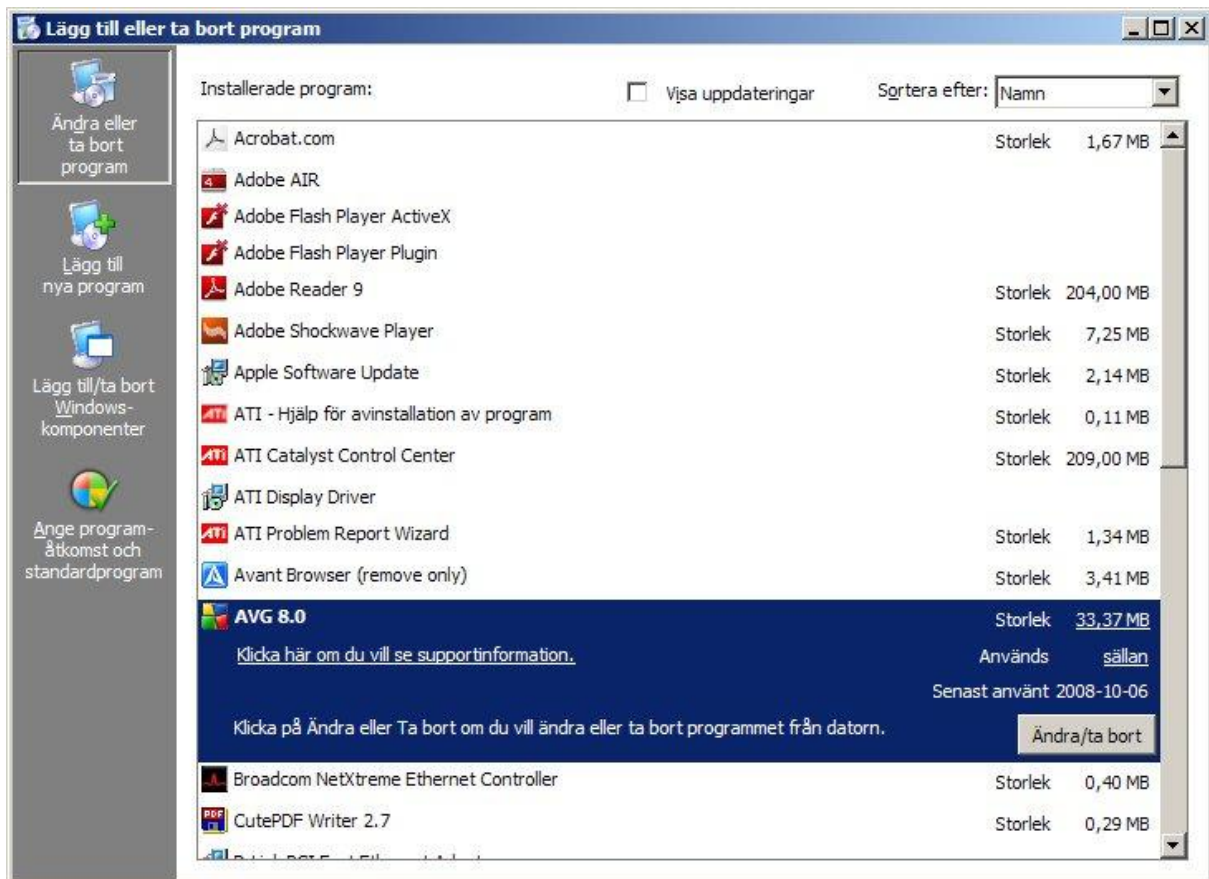 Lägg till eller ta bort program
Ändra eller
ta bort
program
Lägg till
nya program
Lägg till/ta bort
Windows-
komponenter
Ange program-
åtkomst och
standardprogram
Installerade program:
Visa uppdateringar
Sortera efter: Namn
Acrobat.com Storlek 1,67 MB
Adobe AIR
Adobe Flash Player ActiveX
Adobe Flash Player Plugin
Adobe Reader 9 Storlek 204,00 MB
Adobe Shockwave Player Storlek 7,25 MB
Apple Software Update Storlek 2,14 MB
ATI - Hjälp för avinstallation av program Storlek 0,11 MB
ATI Catalyst Control Center Storlek 209,00 MB
ATI Display Driver
ATI Problem Report Wizard Storlek 1,34 MB
Avant Browser (remove only) Storlek 3,41 MB
AVG 8.0 Storlek 33,37 MB
Klicka här om du vill se supportinformation. Används sällan
Senast använt 2008-10-06
Klicka på Ändra eller Ta bort om du vill ändra eller ta bort programmet från datorn. Ändra/ta bort
Broadcom NetXtreme Ethernet Controller Storlek 0,40 MB
CutePDF Writer 2.7 Storlek 0,29 MB